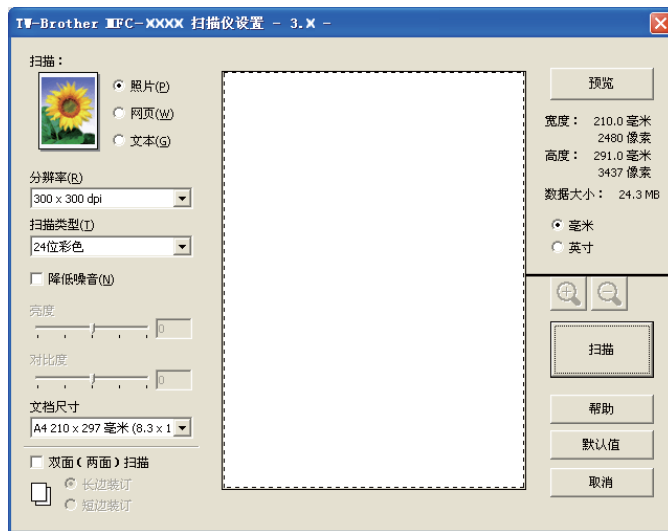 TW-Brother MFC-XXXX 扫描仪设置 - 3.X -
扫描：
照片(P)
网页(W)
文本(G)
分辨率(R)
300 x 300 dpi
扫描类型(T)
24位彩色
降低噪音(N)
亮度
0
对比度
0
文档尺寸
A4 210 x 297 毫米 (8.3 x 1
双面（两面）扫描
长边装订
短边装订
预览
宽度： 210.0 毫米
2480 像素
高度： 291.0 毫米
3437 像素
数据大小： 24.3 MB
毫米
英寸
扫描
帮助
默认值
取消